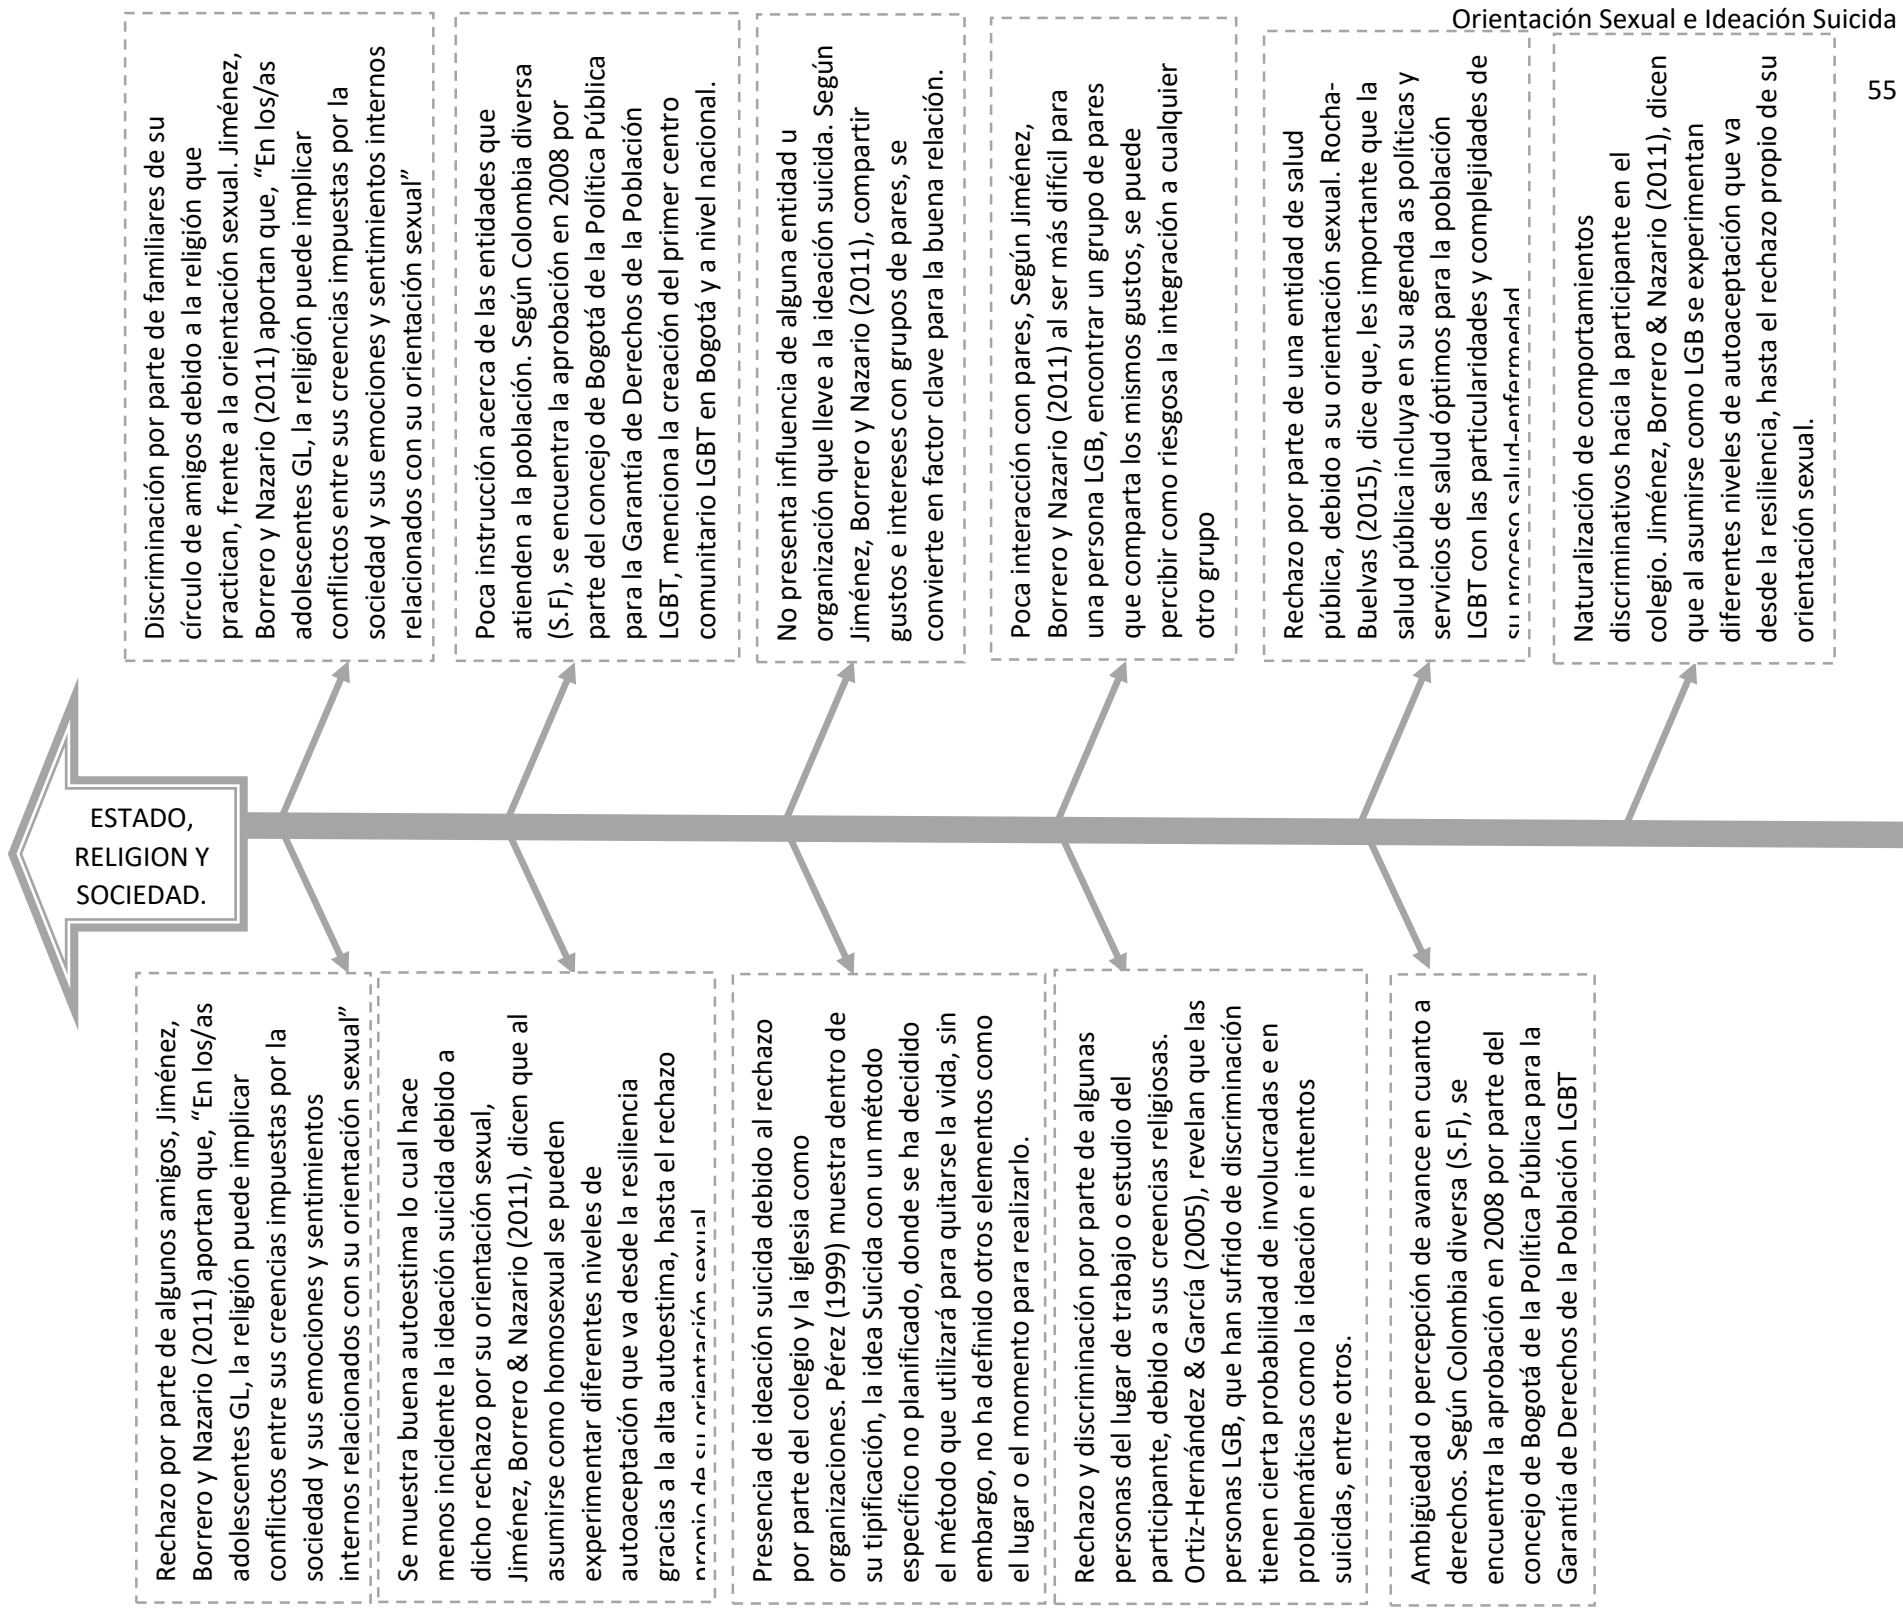 Orientación Sexual e Ideación Suicida
55
ESTADO,
RELIGION Y
SOCIEDAD.
Discriminación por parte de familiares de su
círculo de amigos debido a la religión que
practican, frente a la orientación sexual. Jiménez,
Borrero y Nazario (2011) aportan que, “En los/as
adolescentes GL, la religión puede implicar
conflictos entre sus creencias impuestas por la
sociedad y sus emociones y sentimientos internos
relacionados con su orientación sexual”
Poca instrucción acerca de las entidades que
atienden a la población. Según Colombia diversa
(S.F), se encuentra la aprobación en 2008 por
parte del concejo de Bogotá de la Política Pública
para la Garantía de Derechos de la Población
LGBT, menciona la creación del primer centro
comunitario LGBT en Bogotá y a nivel nacional.
No presenta influencia de alguna entidad u
organización que lleve a la ideación suicida. Según
Jiménez, Borrero y Nazario (2011), compartir
gustos e intereses con grupos de pares, se
convierte en factor clave para la buena relación.
Poca interacción con pares, Según Jiménez,
Borrero y Nazario (2011) al ser más difícil para
una persona LGB, encontrar un grupo de pares
que comparta los mismos gustos, se puede
percibir como riesgosa la integración a cualquier
otro grupo
Rechazo por parte de una entidad de salud
pública, debido a su orientación sexual. Rocha-
Buelvas (2015), dice que, les importante que la
salud pública incluya en su agenda as políticas y
servicios de salud óptimos para la población
LGBT con las particularidades y complejidades de
su proceso salud-enfermedad
Naturalización de comportamientos
discriminativos hacia la participante en el
colegio. Jiménez, Borrero & Nazario (2011), dicen
que al asumirse como LGB se experimentan
diferentes niveles de autoaceptación que va
desde la resiliencia, hasta el rechazo propio de su
orientación sexual.
Rechazo por parte de algunos amigos, Jiménez,
Borrero y Nazario (2011) aportan que, “En los/as
adolescentes GL, la religión puede implicar
conflictos entre sus creencias impuestas por la
sociedad y sus emociones y sentimientos
internos relacionados con su orientación sexual”
Se muestra buena autoestima lo cual hace
menos incidente la ideación suicida debido a
dicho rechazo por su orientación sexual,
Jiménez, Borrero & Nazario (2011), dicen que al
asumirse como homosexual se pueden
experimentar diferentes niveles de
autoaceptación que va desde la resiliencia
gracias a la alta autoestima, hasta el rechazo
propio de su orientación sexual
Presencia de ideación suicida debido al rechazo
por parte del colegio y la iglesia como
organizaciones. Pérez (1999) muestra dentro de
su tipificación, la idea Suicida con un método
específico no planificado, donde se ha decidido
el método que utilizará para quitarse la vida, sin
embargo, no ha definido otros elementos como
el lugar o el momento para realizarlo.
Rechazo y discriminación por parte de algunas
personas del lugar de trabajo o estudio del
participante, debido a sus creencias religiosas.
Ortiz-Hernández & García (2005), revelan que las
personas LGB, que han sufrido de discriminación
tienen cierta probabilidad de involucradas e en
problemáticas como la ideación e intentos
suicidas, entre otros.
Ambigüedad o percepción de avance en cuanto a
derechos. Según Colombia diversa (S.F), se
encuentra la aprobación en 2008 por parte del
concejo de Bogotá de la Política Pública para la
Garantía de Derechos de la Población LGBT